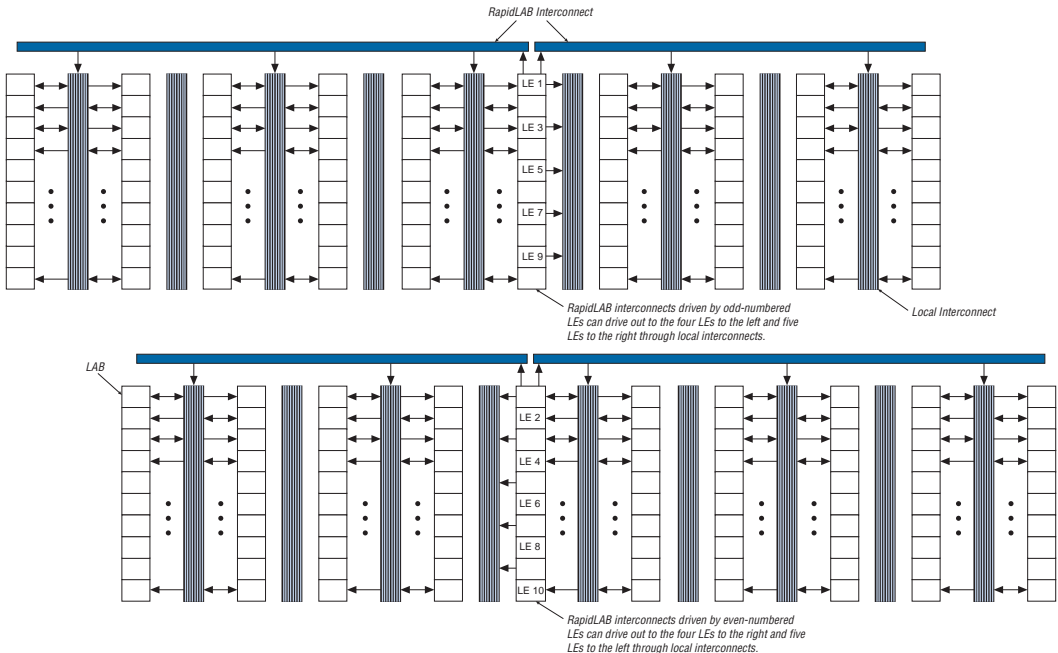 RapidLAB Interconnect
LE 1
LE 3
LE 5
LE 7
LE 9
RapidLAB interconnects driven by odd-numbered
LEs can drive out to the four LEs to the left and five
LEs to the right through local interconnects.
Local Interconnect
LAB
LE 2
LE 4
LE 6
LE 8
LE 10
RapidLAB interconnects driven by even-numbered
LEs can drive out to the four LEs to the right and five
LEs to the left through local interconnects.